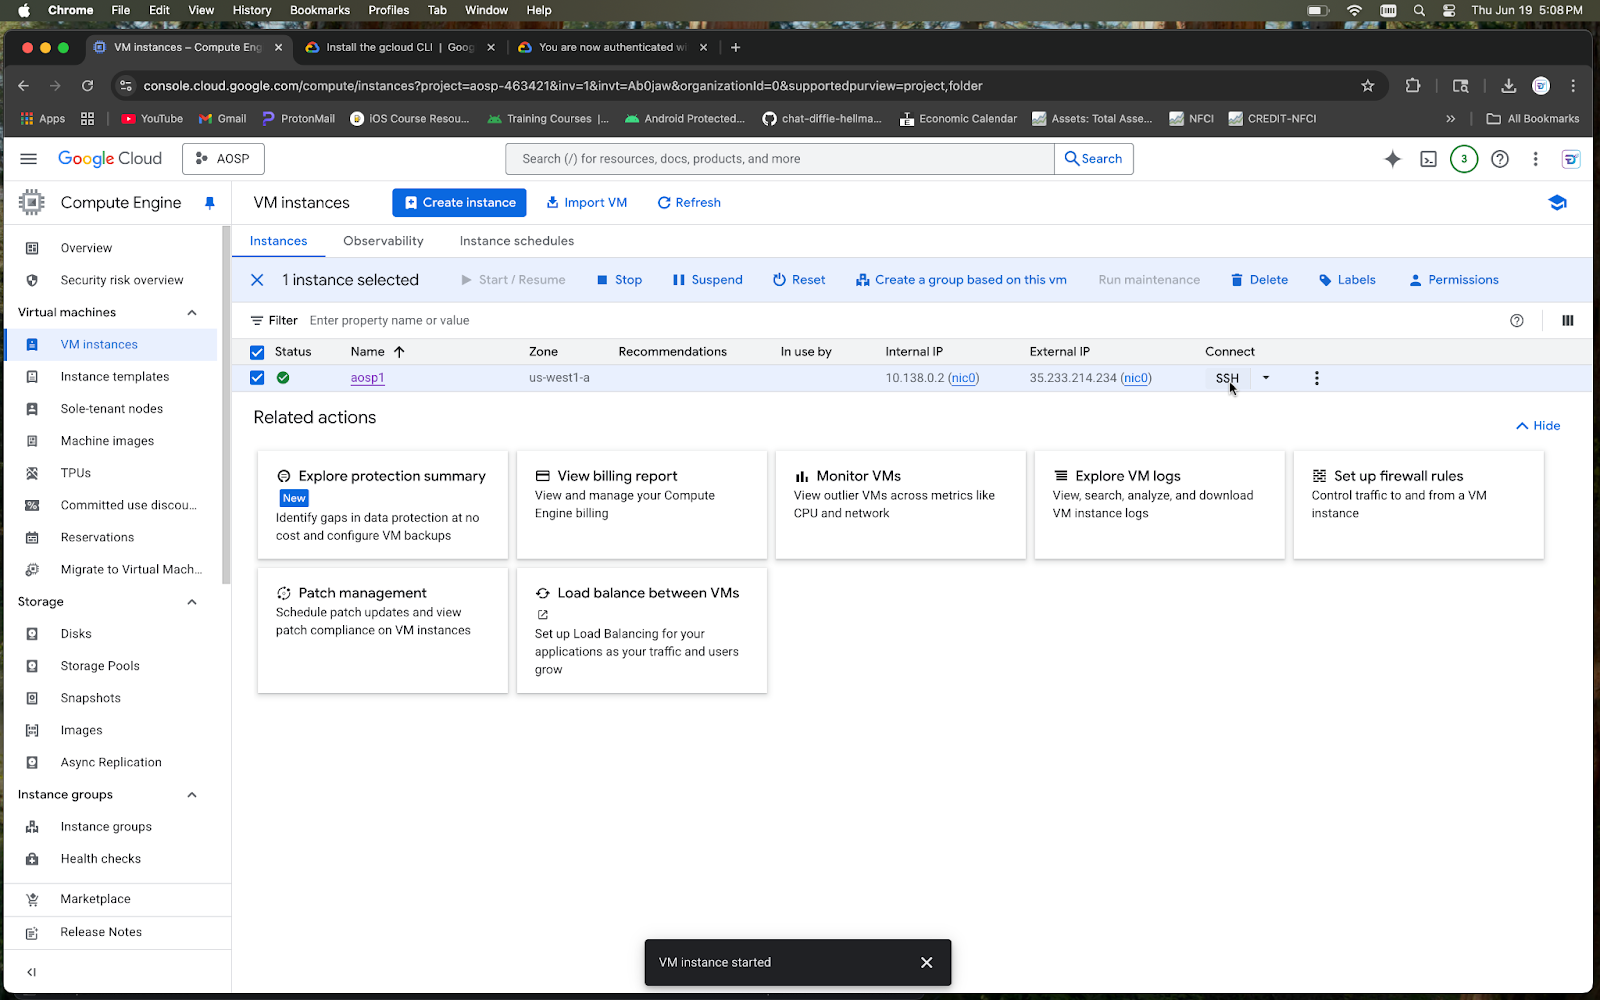 Chrome File Edit View History Bookmarks Profiles Tab Window Help Thu Jun 19 5:08 PM
VM instances – Compute Eng Install the gcloud CLI | Goog You are now authenticated wi
console.cloud.google.com/compute/instances?project=aosp-463421&inv=1&invt=Ab0jaw&organizationId=0&supportedpurview=project,folder
Apps YouTube Gmail ProtonMail iOS Course Resou... Training Courses |... Android Protected... chat-diffie-hellma... Economic Calendar Assets: Total Asse... NFCI CREDIT-NFCI » All Bookmarks
Google Cloud AOSP Search (/) for resources, docs, products, and more Search 3
Compute Engine VM instances Create instance Import VM Refresh
Overview
Security risk overview
Virtual machines
VM instances
Instance templates
Sole-tenant nodes
Machine images
TPUs
Committed use discou...
Reservations
Migrate to Virtual Mach...
Storage
Disks
Storage Pools
Snapshots
Images
Async Replication
Instance groups
Instance groups
Health checks
Marketplace
Release Notes
Instances Observability Instance schedules
1 instance selected Start / Resume Stop Suspend Reset Create a group based on this vm Run maintenance Delete Labels Permissions
Filter Enter property name or value
Status Name Zone Recommendations In use by Internal IP External IP Connect
aosp1 us-west1-a 10.138.0.2 (nic0) 35.233.214.234 (nic0) SSH
Related actions
Hide
Explore protection summary
New
Identify gaps in data protection at no
cost and configure VM backups
View billing report
View and manage your Compute
Engine billing
Monitor VMs
View outlier VMs across metrics like
CPU and network
Explore VM logs
View, search, analyze, and download
VM instance logs
Set up firewall rules
Control traffic to and from a VM
instance
Patch management
Schedule patch updates and view
patch compliance on VM instances
Load balance between VMs
Set up Load Balancing for your
applications as your traffic and users
grow
VM instance started